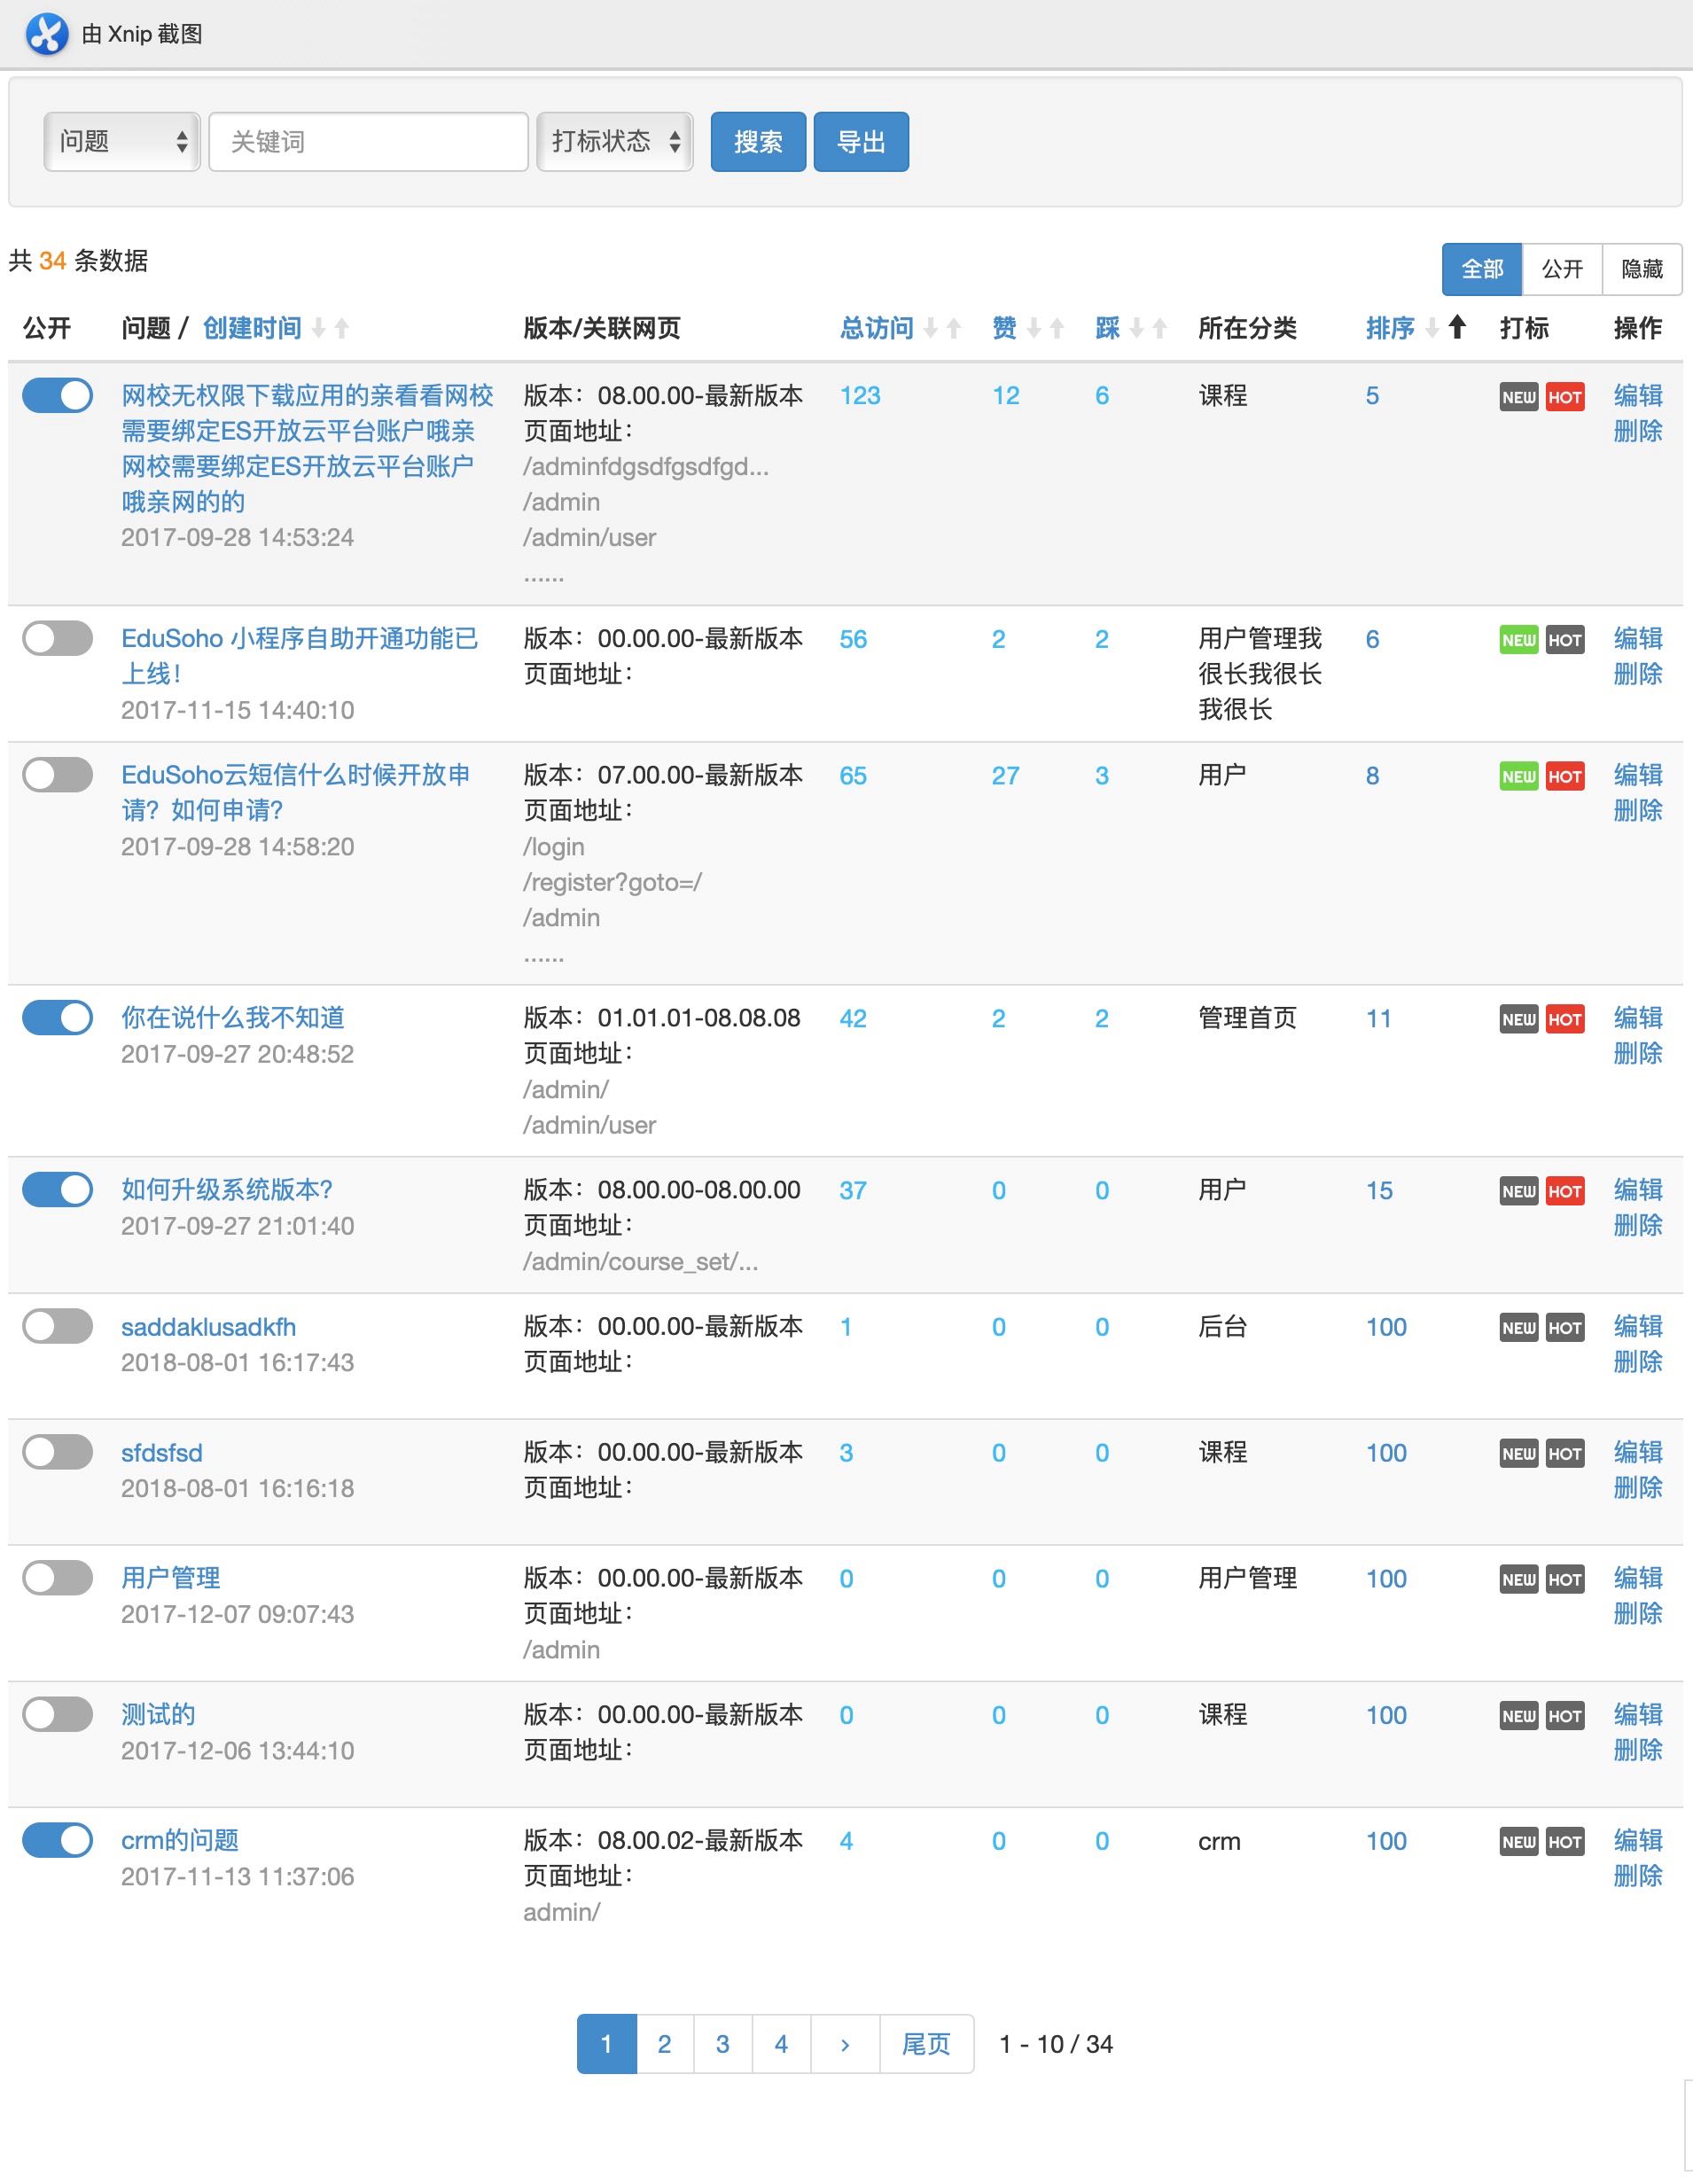 由 Xnip 截图
问题 关键词 打标状态 搜索 导出
共 34 条数据
全部 公开 隐藏
公开 问题 / 创建时间 版本/关联网页 总访问 赞 踩 所在分类 排序 打标 操作
网校无权限下载应用的亲看看网校 版本：08.00.00-最新版本 123 12 6 课程 5 NEW HOT 编辑
需要绑定ES开放云平台账户哦亲 页面地址： 删除
网校需要绑定ES开放云平台账户 /adminfdgsdfgsdfgd...
哦亲网的的 /admin
2017-09-28 14:53:24 /admin/user
......
EduSoho 小程序自助开通功能已 版本：00.00.00-最新版本 56 2 2 用户管理我 6 NEW HOT 编辑
上线！ 页面地址： 很长我很长 删除
2017-11-15 14:40:10 我很长
EduSoho云短信什么时候开放申 版本：07.00.00-最新版本 65 27 3 用户 8 NEW HOT 编辑
请？如何申请？ 页面地址： 删除
2017-09-28 14:58:20 /login
/register?goto=/
/admin
......
你在说什么我不知道 版本：01.01.01-08.08.08 42 2 2 管理首页 11 NEW HOT 编辑
2017-09-27 20:48:52 页面地址： 删除
/admin/
/admin/user
如何升级系统版本？ 版本：08.00.00-08.00.00 37 0 0 用户 15 NEW HOT 编辑
2017-09-27 21:01:40 页面地址： 删除
/admin/course_set/...
saddaklusadkfh 版本：00.00.00-最新版本 1 0 0 后台 100 NEW HOT 编辑
2018-08-01 16:17:43 页面地址： 删除
sfdsfsd 版本：00.00.00-最新版本 3 0 0 课程 100 NEW HOT 编辑
2018-08-01 16:16:18 页面地址： 删除
用户管理 版本：00.00.00-最新版本 0 0 0 用户管理 100 NEW HOT 编辑
2017-12-07 09:07:43 页面地址： 删除
/admin
测试的 版本：00.00.00-最新版本 0 0 0 课程 100 NEW HOT 编辑
2017-12-06 13:44:10 页面地址： 删除
crm的问题 版本：08.00.02-最新版本 4 0 0 crm 100 NEW HOT 编辑
2017-11-13 11:37:06 页面地址： 删除
admin/
1 2 3 4 › 尾页 1 - 10 / 34